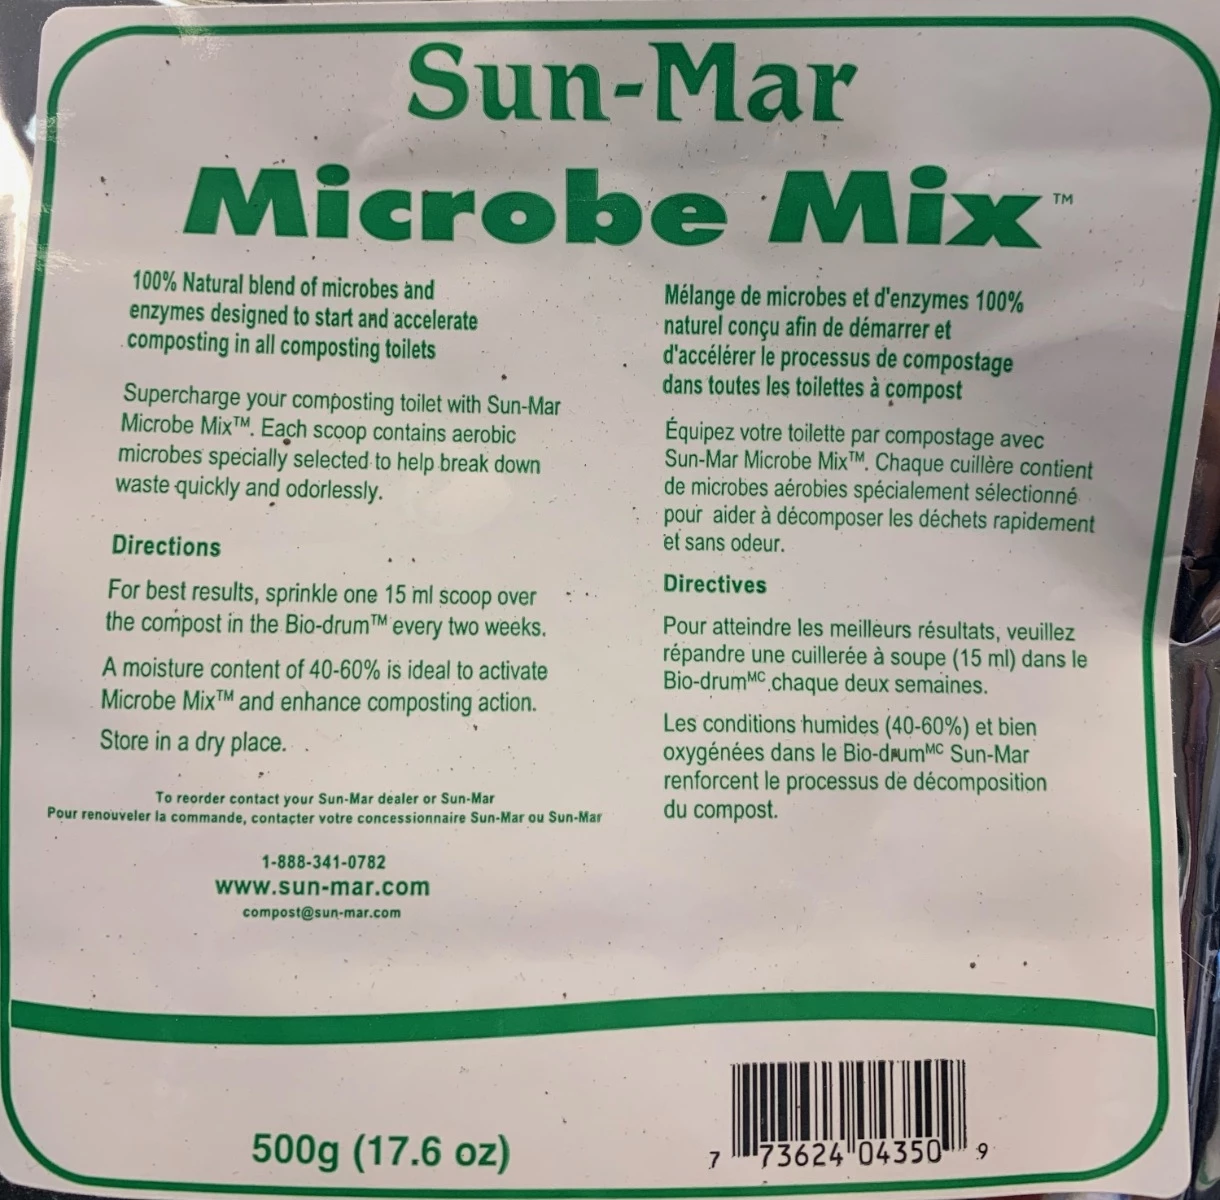 Sun-Mar
Microbe Mix™
100% Natural blend of microbes and
enzymes designed to start and accelerate
composting in all composting toilets
Supercharge your composting toilet with Sun-Mar
Microbe Mix™. Each scoop contains aerobic
microbes specially selected to help break down
waste quickly and odorlessly.
Directions
For best results, sprinkle one 15 ml scoop over
the compost in the Bio-drum™ every two weeks.
A moisture content of 40-60% is ideal to activate
Microbe Mix™ and enhance composting action.
Store in a dry place.
To reorder contact your Sun-Mar dealer or Sun-Mar
Pour renouveler la commande, contacter votre concessionnaire Sun-Mar ou Sun-Mar
1-888-341-0782
www.sun-mar.com
compost@sun-mar.com
Mélange de microbes et d'enzymes 100%
naturel conçu afin de démarrer et
d'accélérer le processus de compostage
dans toutes les toilettes à compost
Équipez votre toilette par compostage avec
Sun-Mar Microbe Mix™. Chaque cuillère contient
de microbes aérobies spécialement sélectionné
pour aider à décomposer les déchets rapidement
et sans odeur.
Directives
Pour atteindre les meilleurs résultats, veuillez
répandre une cuillerée à soupe (15 ml) dans le
Bio-drumᴹᶜ chaque deux semaines.
Les conditions humides (40-60%) et bien
oxygénées dans le Bio-drumᴹᶜ Sun-Mar
renforcent le processus de décomposition
du compost.
500g (17.6 oz)
7 73624 04350 9